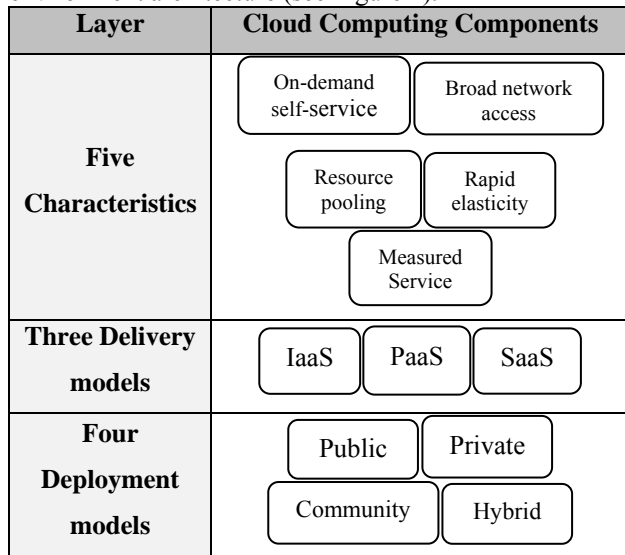 Layer
Cloud Computing Components
Five
Characteristics
On-demand
self-service
Broad network
access
Resource
pooling
Rapid
elasticity
Measured
Service
Three Delivery
models
IaaS
PaaS
SaaS
Four
Deployment
models
Public
Private
Community
Hybrid